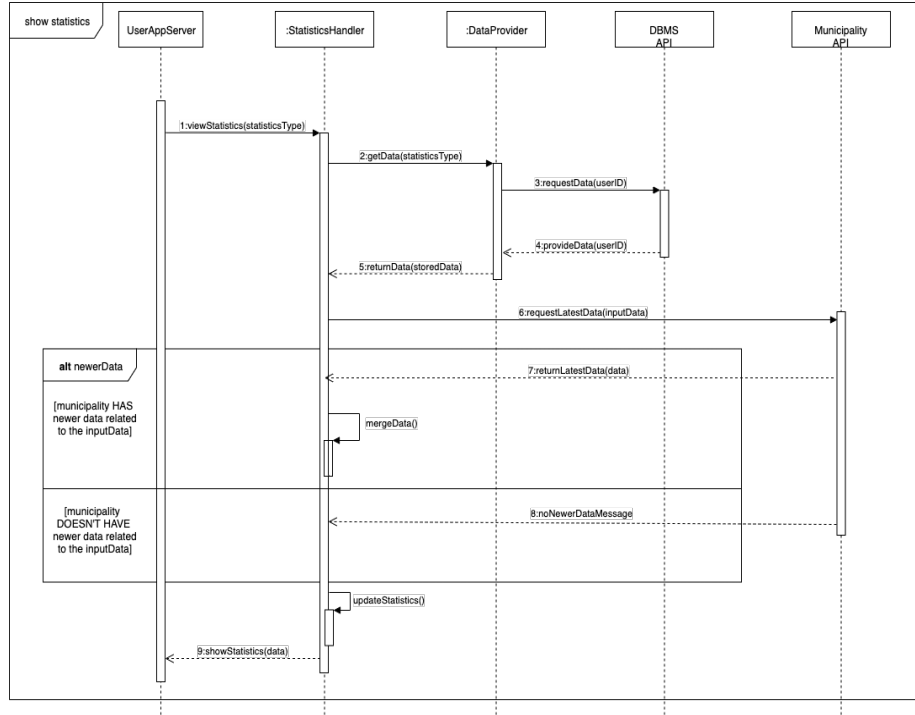 show statistics
UserAppServer
:StatisticsHandler
:DataProvider
DBMS
API
Municipality
API
1:viewStatistics(statisticsType)
2:getData(statisticsType)
3:requestData(userID)
4:provideData(userID)
5:returnData(storedData)
6:requestLatestData(inputData)
alt newerData
7:returnLatestData(data)
[municipality HAS
newer data related
to the inputData]
mergeData()
[municipality
DOESN'T HAVE
newer data related
to the inputData]
8:noNewerDataMessage
updateStatistics()
9:showStatistics(data)